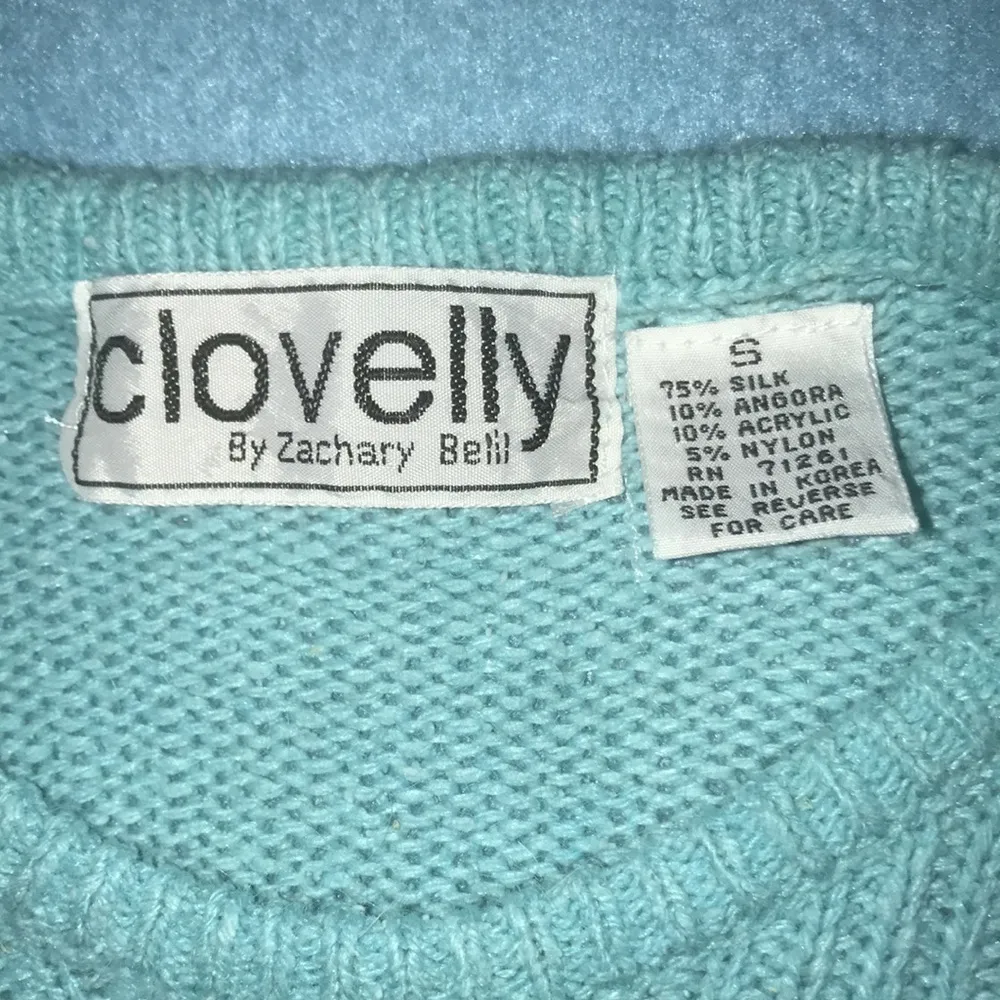 clovelly
By Zachary Belil
S
75% SILK
10% ANGORA
10% ACRYLIC
5% NYLON
RN 71261
MADE IN KOREA
SEE REVERSE
FOR CARE